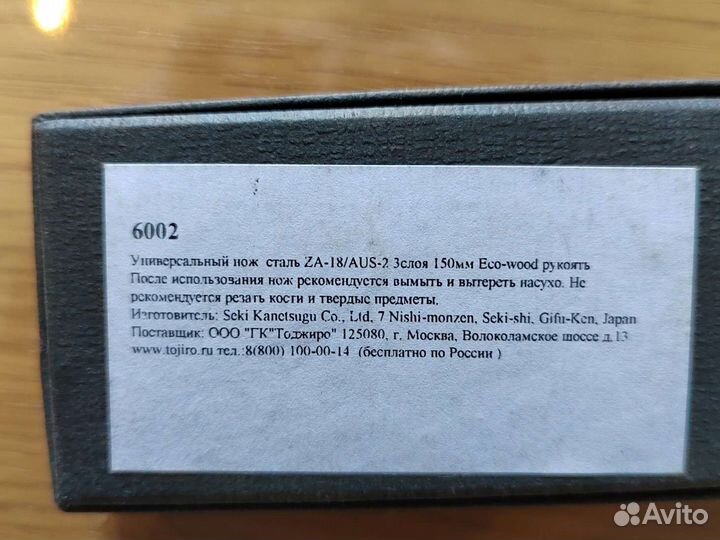 6002
Универсальный нож сталь ZA-18/AUS-2 3слоя 150мм Eco-wood рукоять
После использования нож рекомендуется вымыть и вытереть насухо. Не
рекомендуется резать кости и твердые предметы.
Изготовитель: Seki Kanetsugu Co., Ltd, 7 Nishi-monzen, Seki-shi, Gifu-Ken, Japan
Поставщик: ООО "ГК"Тоджиро" 125080, г. Москва, Волоколамское шоссе д.13
www.tojiro.ru тел.:8(800) 100-00-14 (бесплатно по России )
Avito